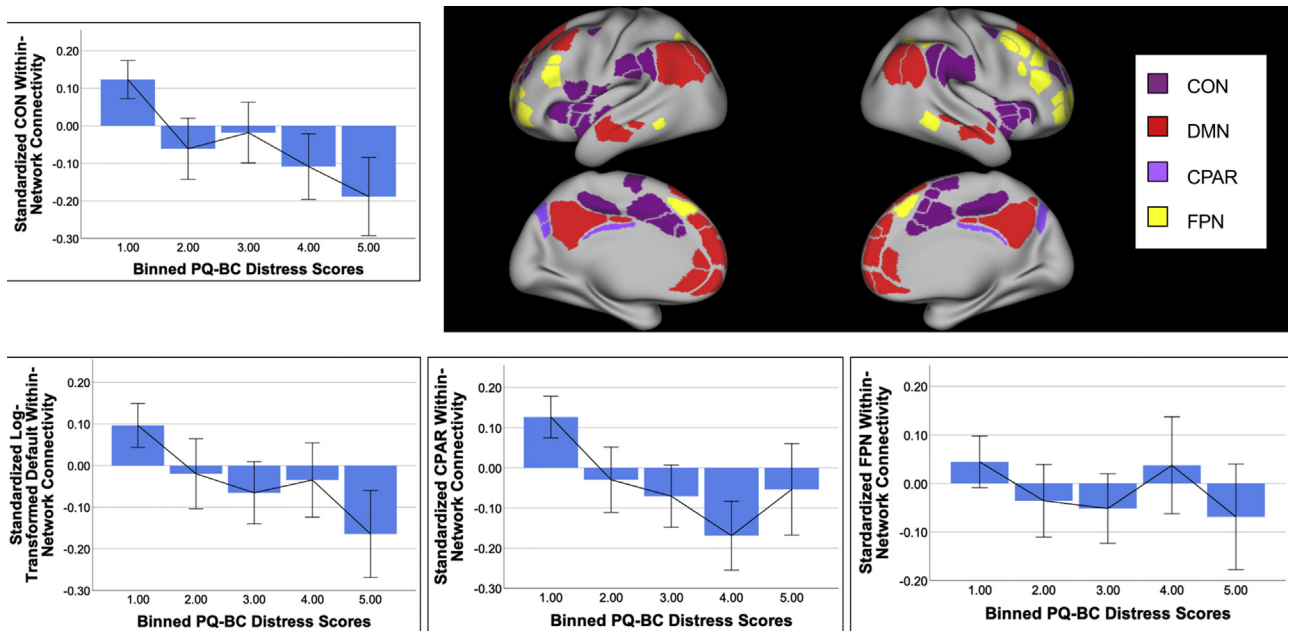 Standardized CON Within-
Network Connectivity
0.20
0.10
0.00
-0.10
-0.20
-0.30
1.00 2.00 3.00 4.00 5.00
Binned PQ-BC Distress Scores
CON
DMN
CPAR
FPN
Standardized Log-
Transformed Default Within-
Network Connectivity
0.20
0.10
0.00
-0.10
-0.20
-0.30
1.00 2.00 3.00 4.00 5.00
Binned PQ-BC Distress Scores
Standardized CPAR Within-
Network Connectivity
0.20
0.10
0.00
-0.10
-0.20
-0.30
1.00 2.00 3.00 4.00 5.00
Binned PQ-BC Distress Scores
Stardardized FPN Within-
Network Connectivity
0.20
0.10
0.00
-0.10
-0.20
1.00 2.00 3.00 4.00 5.00
Binned PQ-BC Distress Scores